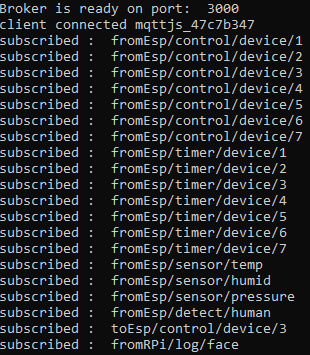 Broker is ready on port:  3000
client connected mqttjs_47c7b347
subscribed :  fromEsp/control/device/1
subscribed :  fromEsp/control/device/2
subscribed :  fromEsp/control/device/3
subscribed :  fromEsp/control/device/4
subscribed :  fromEsp/control/device/5
subscribed :  fromEsp/control/device/6
subscribed :  fromEsp/control/device/7
subscribed :  fromEsp/timer/device/1
subscribed :  fromEsp/timer/device/2
subscribed :  fromEsp/timer/device/3
subscribed :  fromEsp/timer/device/4
subscribed :  fromEsp/timer/device/5
subscribed :  fromEsp/timer/device/6
subscribed :  fromEsp/timer/device/7
subscribed :  fromEsp/sensor/temp
subscribed :  fromEsp/sensor/humid
subscribed :  fromEsp/sensor/pressure
subscribed :  fromEsp/detect/human
subscribed :  toEsp/control/device/3
subscribed :  fromRPi/log/face